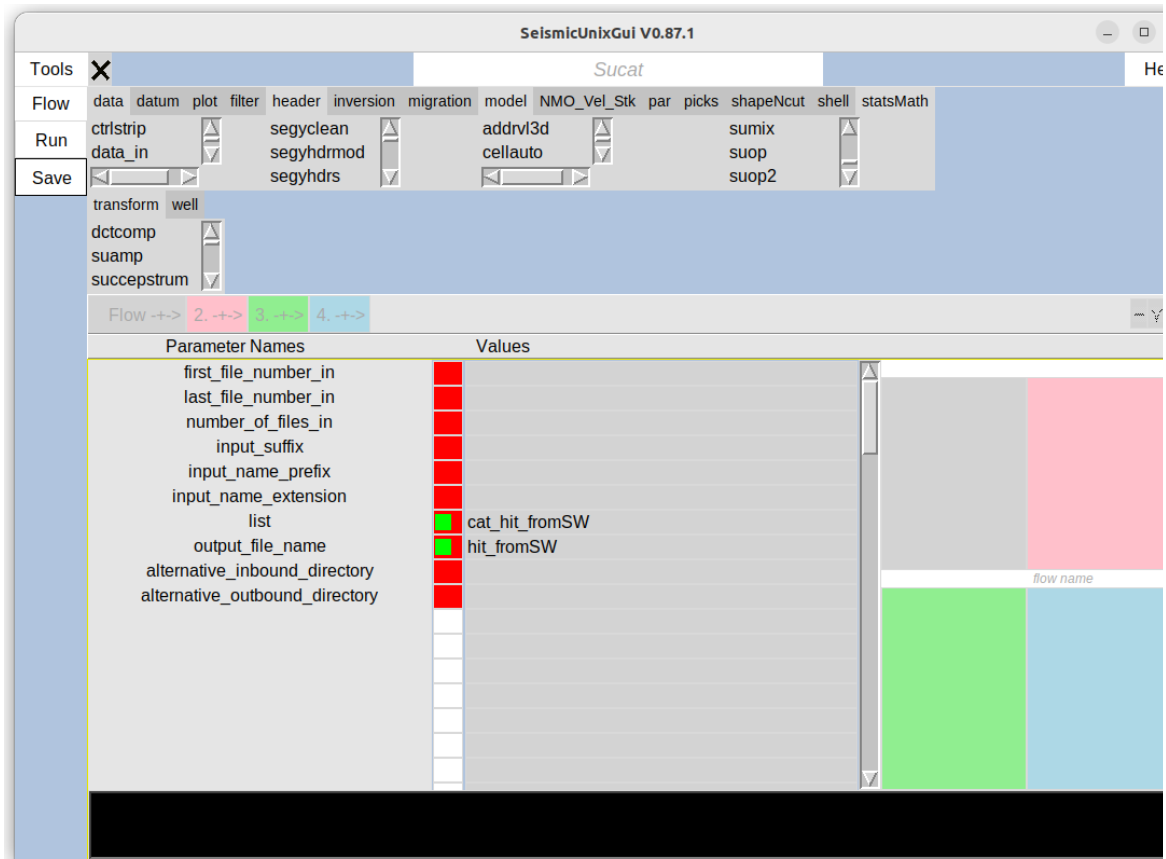 SeismicUnixGui V0.87.1
Tools Sucat He
Flow data datum plot filter header inversion migration model NMO_Vel_Stk par picks shapeNcut shell statsMath
ctrlstrip segyclean addrvl3d sumix
Run data_in segyhdrmod cellauto suop
Save segyhdrs suop2
transform well
dctcomp
suamp
succepstrum
Flow -+-> 2. -+-> 3. -+-> 4. -+->
Parameter Names Values
first_file_number_in
last_file_number_in
number_of_files_in
input_suffix
input_name_prefix
input_name_extension
list cat_hit_fromSW
output_file_name hit_fromSW
alternative_inbound_directory
flow name
alternative_outbound_directory